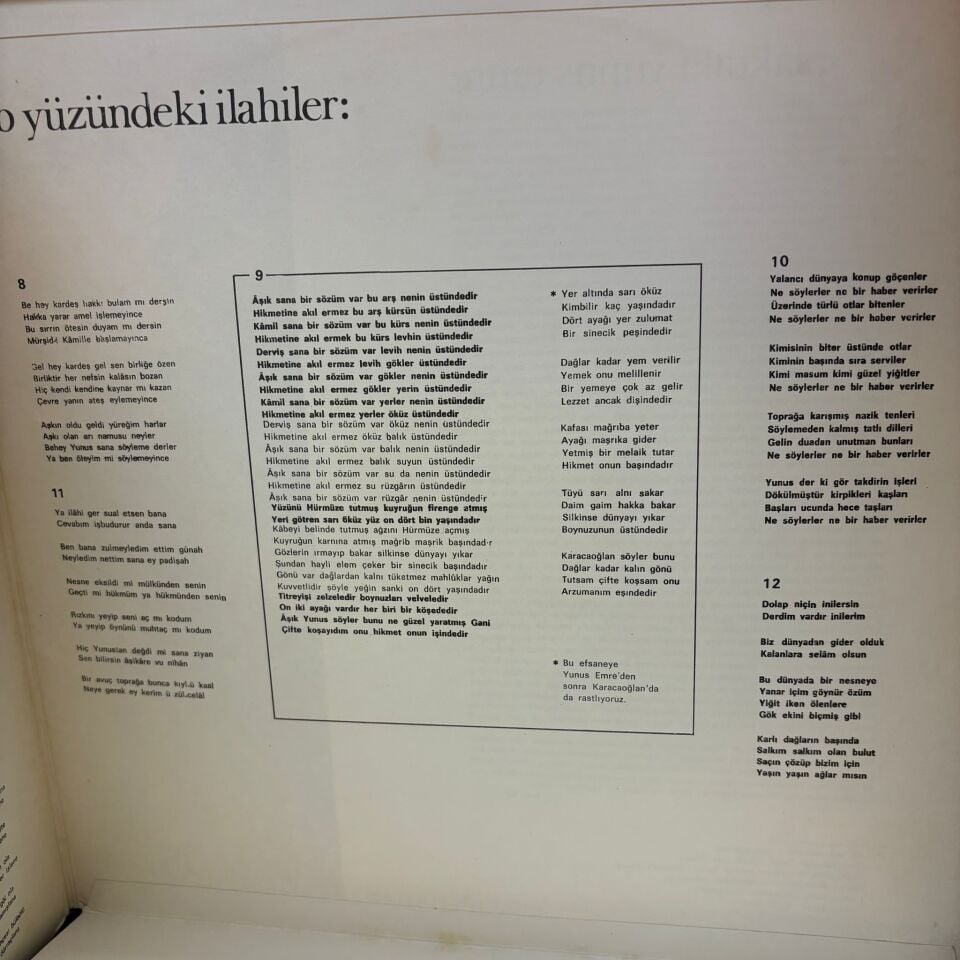 b yüzündeki ilahiler:
8
Be hey kardeş hakkı bulam mı dersin
Hakka yarar amel işlemeyince
Bu sırrın ötesin duyam mı dersin
Mürşid-i Kâmille başlamayınca
Gel hey kardeş gel sen birliğe özen
Birliktir her nefsin kalâsın bozan
Hiç kendi kendine kaynar mı kazan
Çevre yanın ateş eylemeyince
Aşkın oldu geldi yüreğim harlar
Aşkı olan arı namusu neyler
Behey Yunus sana söyleme derler
Ya ben öleyim mi söylemeyince
11
Ya ilâhi ger sual etsen bana
Cevabım işbudurur anda sana
Ben bana zulmeyledim ettim günah
Neyledim nettim sana ey padişah
Nesne eksildi mi mülkünden senin
Geçti mi hükmüm ya hükmünden senin
Rızkını yeyip seni aç mı kodum
Ya yeyip öynünü muhtaç mı kodum
Hiç Yunustan değdi mi sana ziyan
Sen bilirsin âşikâre vu nihân
Bir avuç toprağa bunca kıyl.ü kaal
Neye gerek ey kerim ü zül.celâl
9
Âşık sana bir sözüm var bu arş nenin üstündedir
Hikmetine akıl ermez bu arş kürsün üstündedir
Kâmil sana bir sözüm var bu kürs nenin üstündedir
Hikmetine akıl ermek bu kürs levhin üstündedir
Derviş sana bir sözüm var levih nenin üstündedir
Hikmetine akıl ermez levih gökler üstündedir
Âşık sana bir sözüm var gökler nenin üstündedir
Hikmetine akıl ermez gökler yerin üstündedir
Kâmil sana bir sözüm var yerler nenin üstündedir
Hikmetine akıl ermez yerler öküz üstündedir
Derviş sana bir sözüm var öküz nenin üstündedir
Hikmetine akıl ermez öküz balık üstündedir
Âşık sana bir sözüm var balık nenin üstündedir
Hikmetine akıl ermez balık suyun üstündedir
Âşık sana bir sözüm var su da nenin üstündedir
Hikmetine akıl ermez su rüzgârın üstündedir
Âşık sana bir sözüm var rüzgâr nenin üstündedir
Yüzünü Hürmüze tutmuş kuyruğun firenge atmış
Yeri götren sarı öküz yüz on dört bin yaşındadır
Kâbeyi belinde tutmuş ağzını Hürmüze açmış
Kuyruğun karnına atmış mağrib maşrik başındadır
Gözlerin ırmayıp bakar silkinse dünyayı yıkar
Şundan hayli elem çeker bir sinecik başındadır
Gönü var dağlardan kalını tüketmez mahlûklar yağın
Kuvvetlidir şöyle yeğin sanki on dört yaşındadır
Titreyişi zelzeledir boynuzları velveledir
On iki ayağı vardır her biri bir köşededir
Âşık Yunus söyler bunu ne güzel yaratmış Gani
Çifte koşayıdım onu hikmet onun işindedir
* Yer altında sarı öküz
Kimbilir kaç yaşındadır
Dört ayağı yer zulumat
Bir sinecik peşindedir
Dağlar kadar yem verilir
Yemek onu melillenir
Bir yemeye çok az gelir
Lezzet ancak dişindedir
Kafası mağrıba yeter
Ayağı maşrıka gider
Yetmiş bir melaik tutar
Hikmet onun başındadır
Tüyü sarı alnı sakar
Daim gaim hakka bakar
Silkinse dünyayı yıkar
Boynuzunun üstündedir
Karacaoğlan söyler bunu
Dağlar kadar kalın gönü
Tutsam çifte koşsam onu
Arzumanım eşindedir
* Bu efsaneye
Yunus Emre'den
sonra Karacaoğlan'da
da rastlıyoruz.
10
Yalancı dünyaya konup göçenler
Ne söylerler ne bir haber verirler
Üzerinde türlü otlar bitenler
Ne söylerler ne bir haber verirler
Kimisinin biter üstünde otlar
Kiminin başında sıra serviler
Kimi masum kimi güzel yiğitler
Ne söylerler ne bir haber verirler
Toprağa karışmış nazik tenleri
Söylemeden kalmış tatlı dilleri
Gelin duadan unutman bunları
Ne söylerler ne bir haber verirler
Yunus der ki gör takdirin işleri
Dökülmüştür kirpikleri kaşları
Başları ucunda hece taşları
Ne söylerler ne bir haber verirler
12
Dolap niçin inilersin
Derdim vardır inilerim
Biz dünyadan gider olduk
Kalanlara selâm olsun
Bu dünyada bir nesneye
Yanar içim göynür özüm
Yiğit iken ölenlere
Gök ekini biçmiş gibi
Karlı dağların başında
Salkım salkım olan bulut
Saçın çözüp bizim için
Yaşın yaşın ağlar mısın